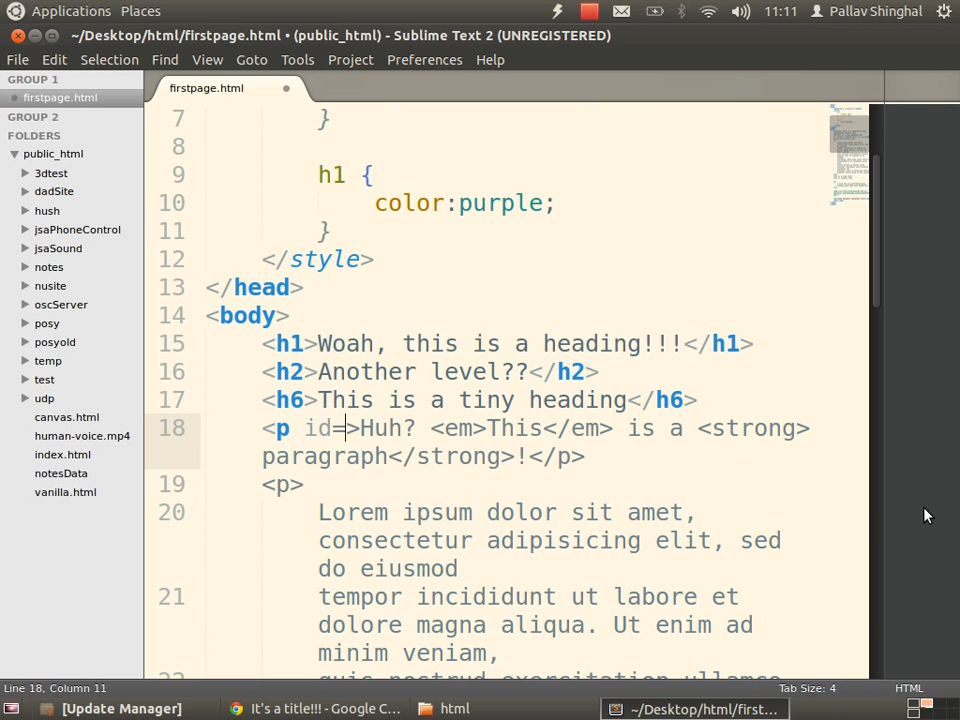 Applications Places 11:11 Pallav Shinghal
~/Desktop/html/firstpage.html • (public_html) - Sublime Text 2 (UNREGISTERED)
File Edit Selection Find View Goto Tools Project Preferences Help
GROUP 1
firstpage.html
GROUP 2
FOLDERS
public_html
3dtest
dadSite
hush
jsaPhoneControl
jsaSound
notes
nusite
oscServer
posy
posyold
temp
test
udp
canvas.html
human-voice.mp4
index.html
notesData
vanilla.html
firstpage.html
7 }
8
9 h1 {
10 color:purple;
11 }
12 </style>
13 </head>
14 <body>
15 <h1>Woah, this is a heading!!!</h1>
16 <h2>Another level??</h2>
17 <h6>This is a tiny heading</h6>
18 <p id=>Huh? <em>This</em> is a <strong>
paragraph</strong>!</p>
19 <p>
20 Lorem ipsum dolor sit amet,
consectetur adipisicing elit, sed
do eiusmod
21 tempor incididunt ut labore et
dolore magna aliqua. Ut enim ad
minim veniam,
quis nostrud exercitation ullamco
Line 18, Column 11 Tab Size: 4 HTML
[Update Manager] It's a title!!! - Google C... html ~/Desktop/html/first...